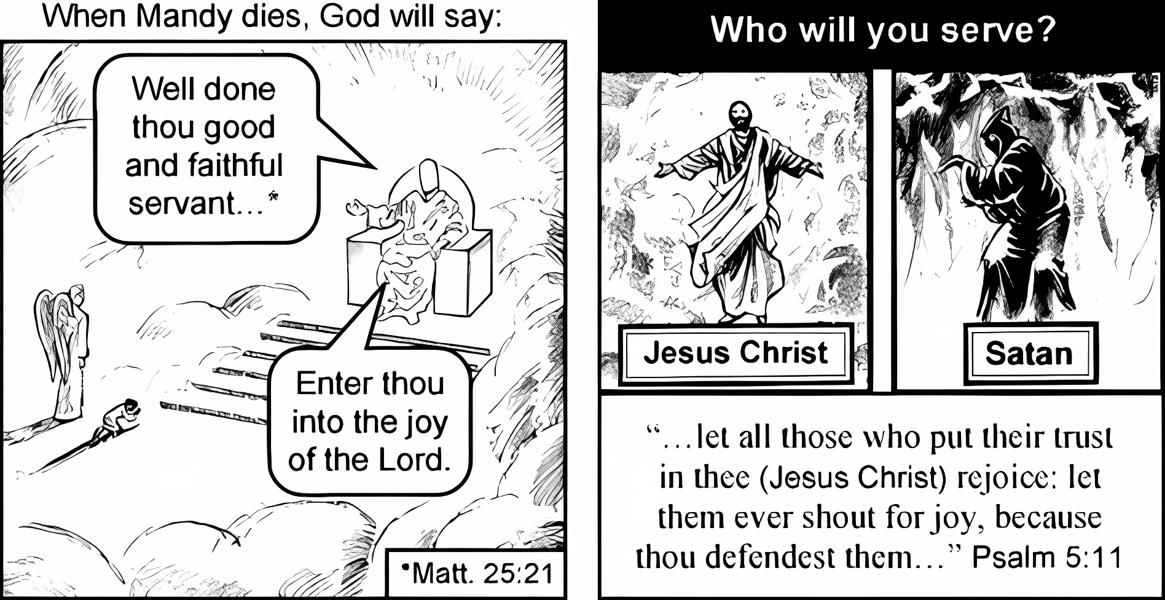 When Mandy dies, God will say:
Well done
thou good
and faithful
servant...*
Enter thou
into the joy
of the Lord.
*Matt. 25:21
Who will you serve?
Jesus Christ
Satan
“...let all those who put their trust
in thee (Jesus Christ) rejoice: let
them ever shout for joy, because
thou defendest them...” Psalm 5:11